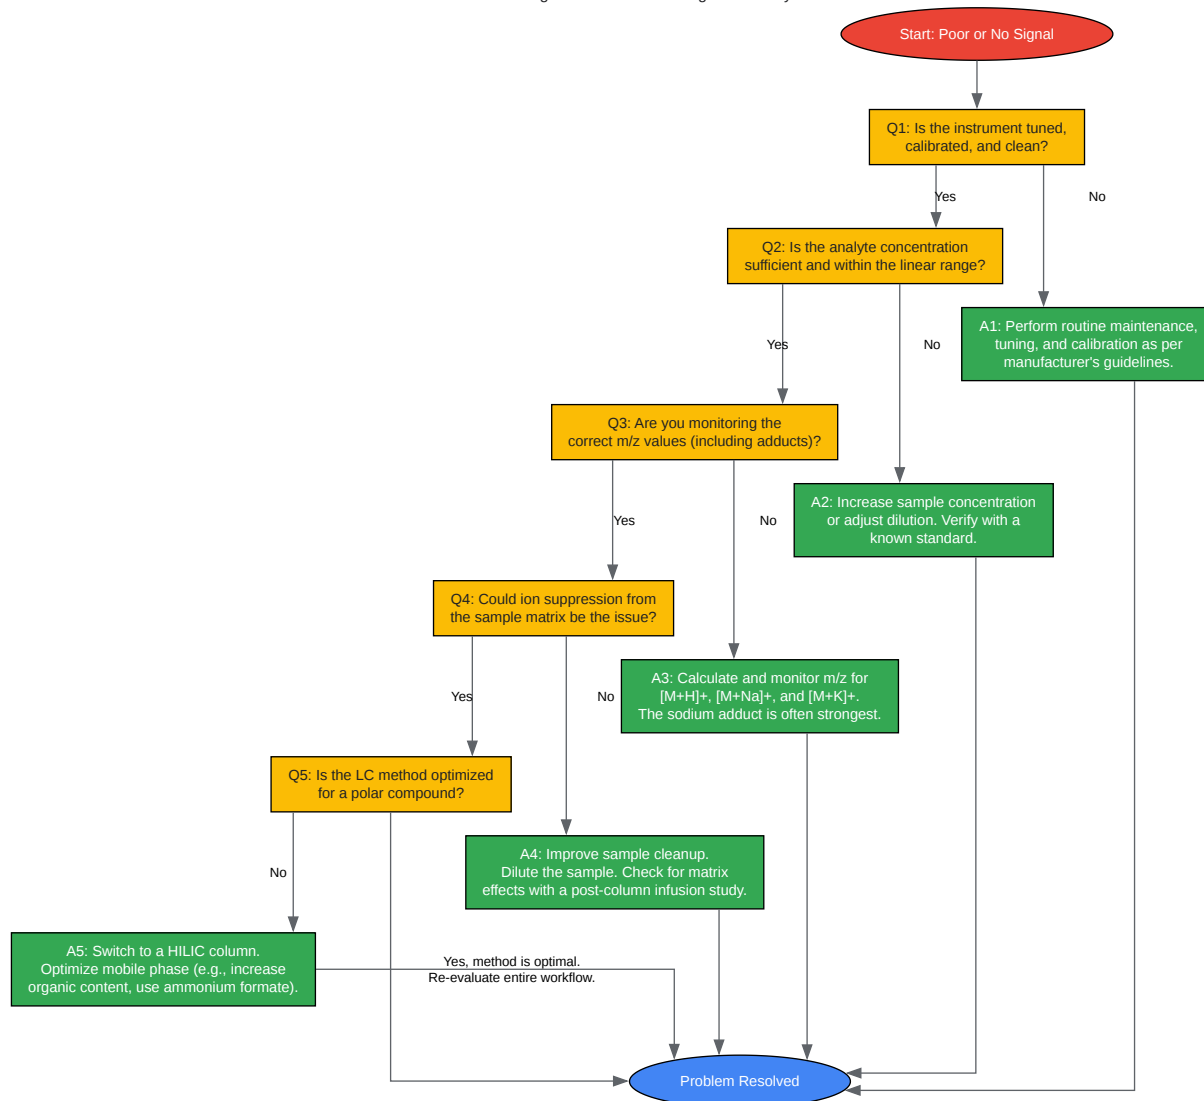 Start: Poor or No Signal
Q1: Is the instrument tuned,
calibrated, and clean?
Yes
No
Q2: Is the analyte concentration
sufficient and within the linear range?
A1: Perform routine maintenance,
tuning, and calibration as per
manufacturer's guidelines.
Yes
No
Q3: Are you monitoring the
correct m/z values (including adducts)?
A2: Increase sample concentration
or adjust dilution. Verify with a
known standard.
Yes
No
Q4: Could ion suppression from
the sample matrix be the issue?
A3: Calculate and monitor m/z for
[M+H]+, [M+Na]+, and [M+K]+.
The sodium adduct is often strongest.
Yes
No
Q5: Is the LC method optimized
for a polar compound?
A4: Improve sample cleanup.
Dilute the sample. Check for matrix
effects with a post-column infusion study.
No
A5: Switch to a HILIC column.
Optimize mobile phase (e.g., increase
organic content, use ammonium formate).
Yes, method is optimal.
Re-evaluate entire workflow.
Problem Resolved